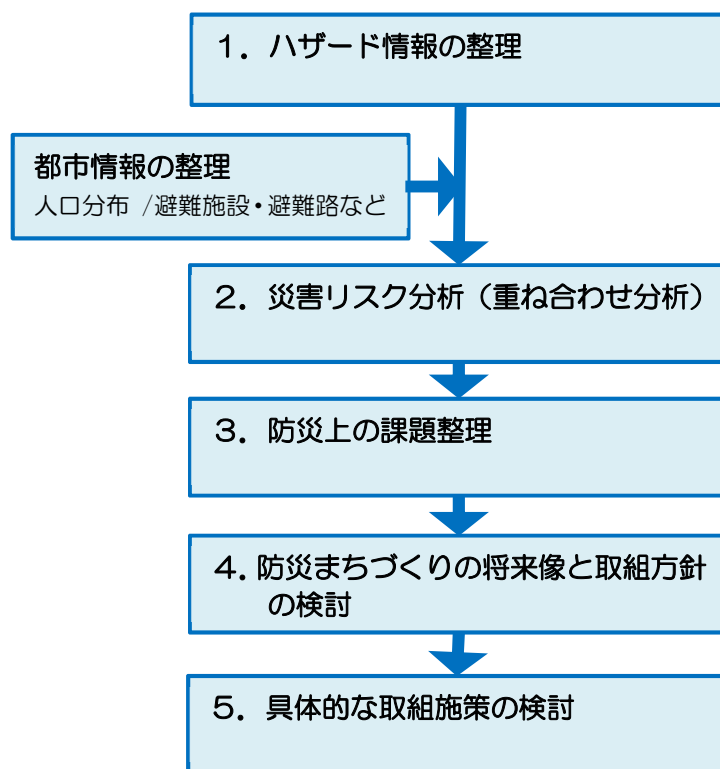 1．ハザード情報の整理
都市情報の整理
人口分布 /避難施設・避難路など
2．災害リスク分析（重ね合わせ分析）
3．防災上の課題整理
4．防災まちづくりの将来像と取組方針
の検討
5．具体的な取組施策の検討